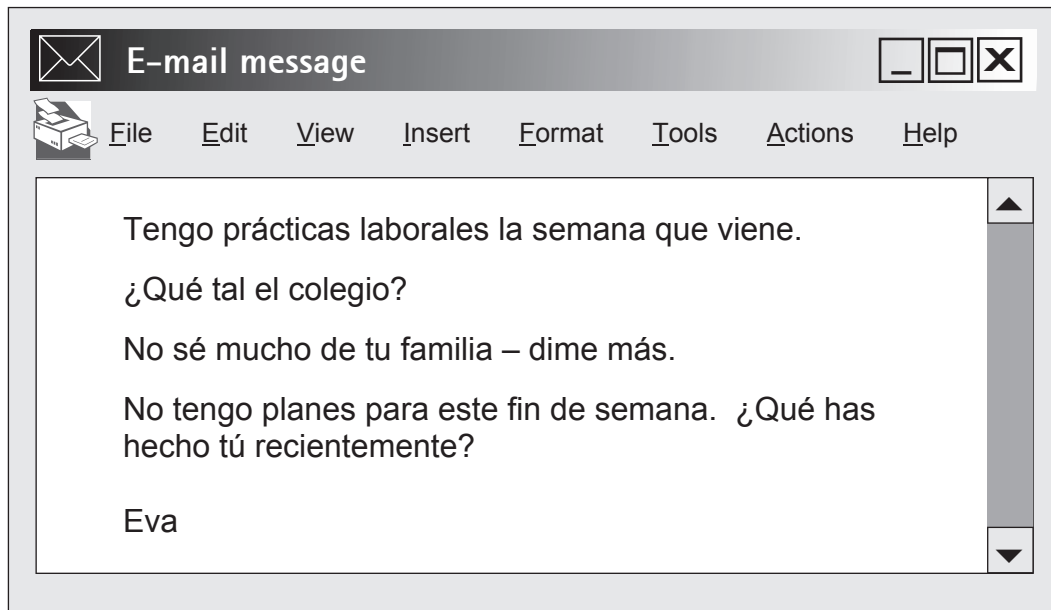 E-mail message
File Edit View Insert Format Tools Actions Help
Tengo prácticas laborales la semana que viene.
¿Qué tal el colegio?
No sé mucho de tu familia – dime más.
No tengo planes para este fin de semana. ¿Qué has
hecho tú recientemente?
Eva